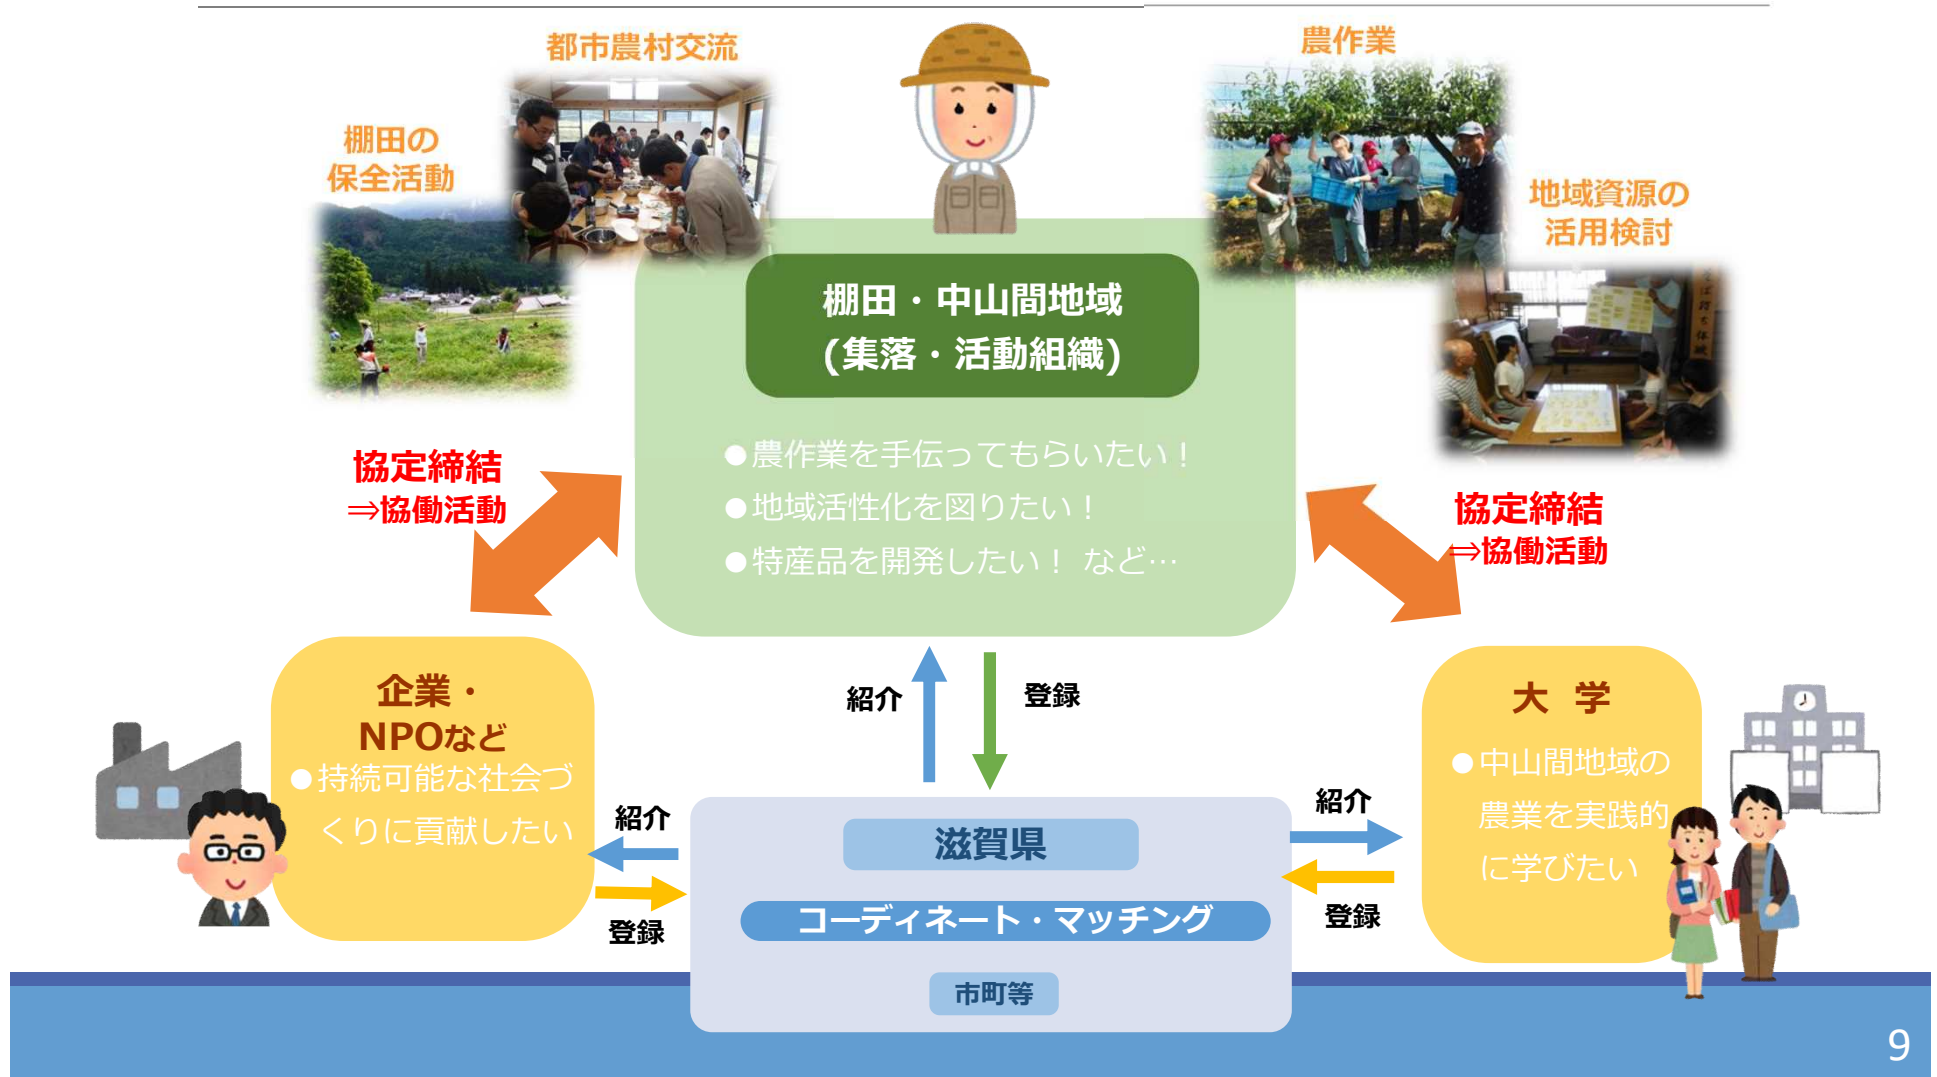 都市農村交流
農作業
棚田の
保全活動
地域資源の
活用検討
棚田・中山間地域
(集落・活動組織)
●農作業を手伝ってもらいたい！
●地域活性化を図りたい！
●特産品を開発したい！ など…
協定締結
⇒協働活動
協定締結
⇒協働活動
企業・
NPOなど
●持続可能な社会づ
くりに貢献したい
紹介
登録
大 学
●中山間地域の
農業を実践的
に学びたい
紹介
登録
紹介
登録
滋賀県
コーディネート・マッチング
市町等
9